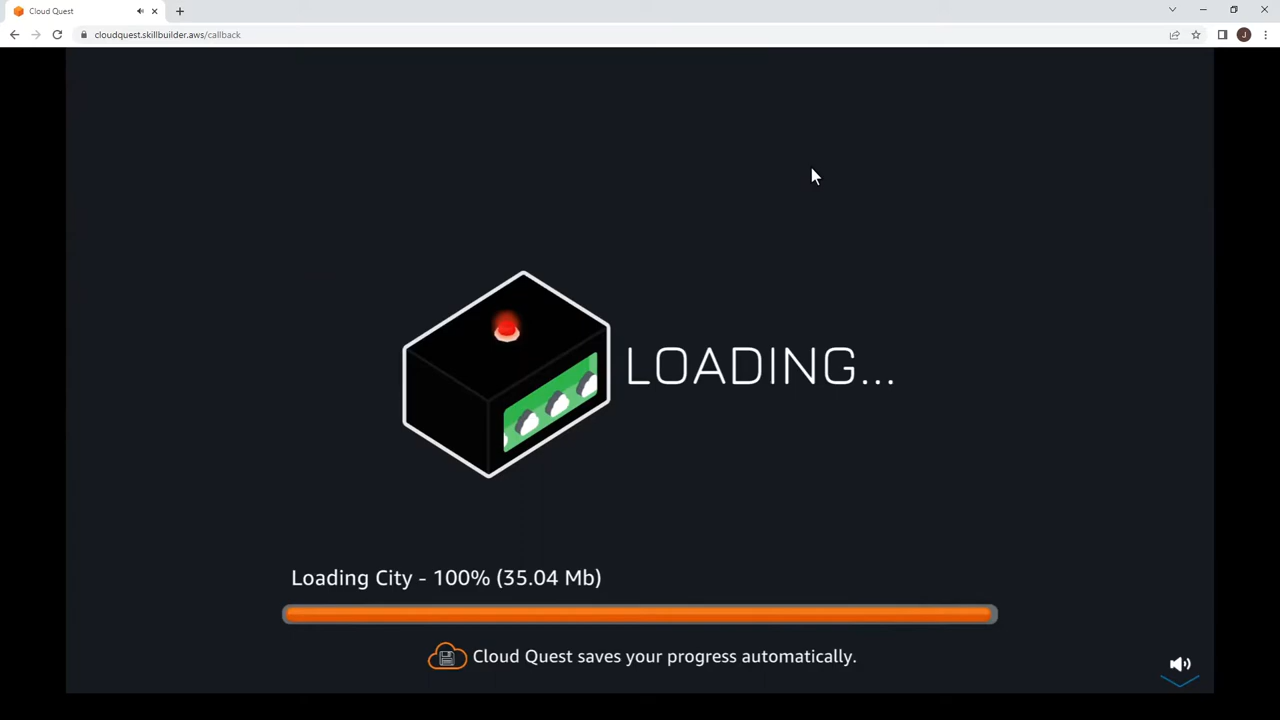 Cloud Quest
cloudquest.skillbuilder.aws/callback
J
LOADING...
Loading City - 100% (35.04 Mb)
Cloud Quest saves your progress automatically.